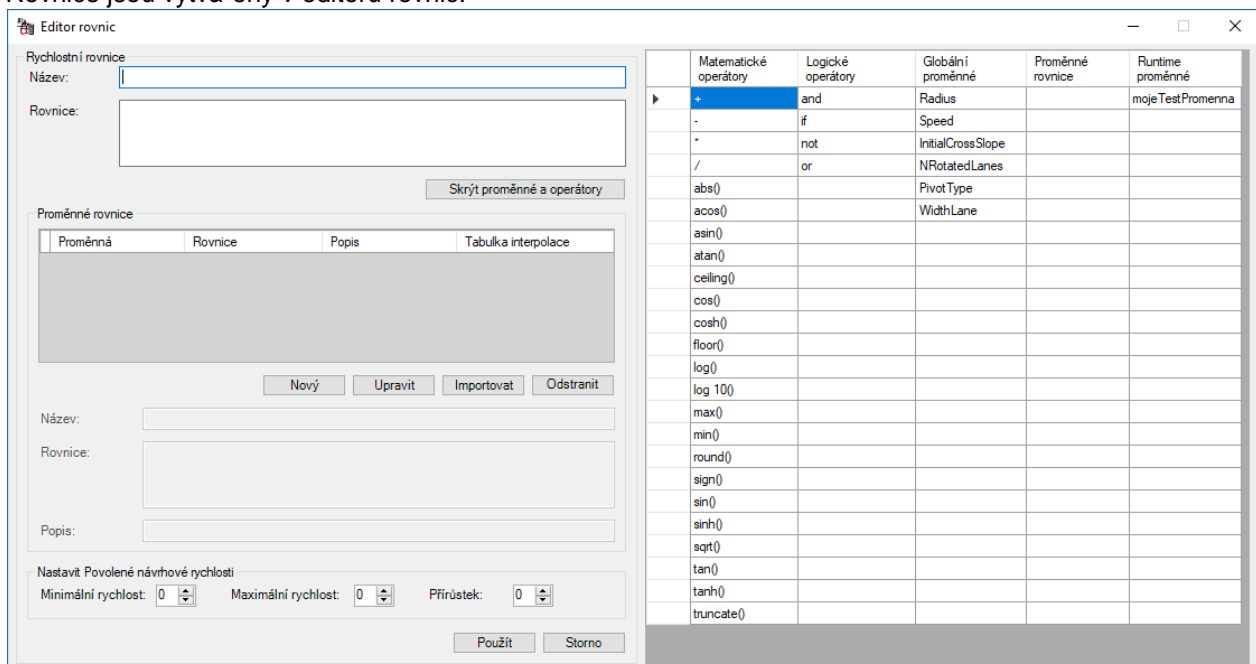 Editor rovnic
Rychlostní rovnice
Název:
Rovnice:
Skrýt proměnné a operátory
Proměnné rovnice
Proměnná Rovnice Popis Tabulka interpolace
Nový Upravit Importovat Odstranit
Název:
Rovnice:
Popis:
Nastavit Povolené návrhové rychlosti
Minimální rychlost: 0 Maximální rychlost: 0 Přírůstek: 0
Použít Storno
Matematické operátory Logické operátory Globální proměnné Proměnné rovnice Runtime proměnné
+ and Radius mojeTestPromenna
- if Speed
* not InitialCrossSlope
/ or NRotatedLanes
abs() PivotType
acos() WidthLane
asin()
atan()
ceiling()
cos()
cosh()
floor()
log()
log 10()
max()
min()
round()
sign()
sin()
sinh()
sqrt()
tan()
tanh()
truncate()